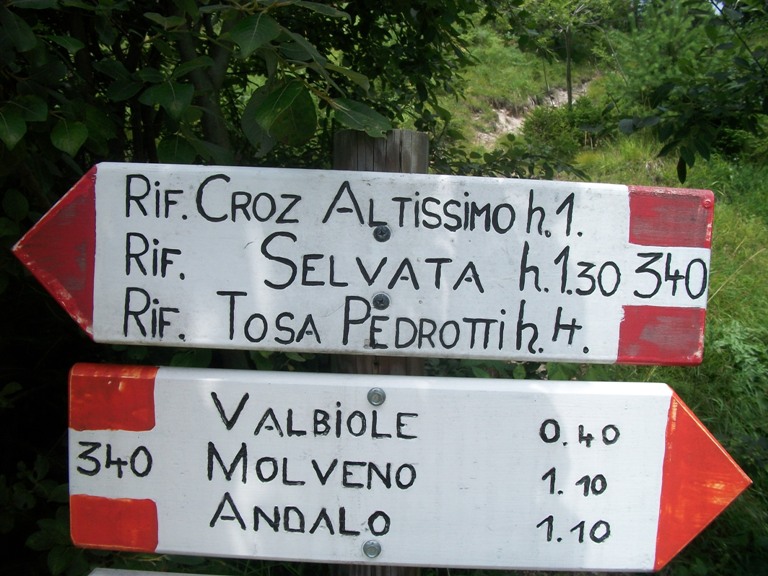 Rif. Croz Altissimo h.1.
Rif. Selvata h.1.30 340
Rif. Tosa Pedrotti h.4.
Valbiole 0.40
340 Molveno 1.10
Andalo 1.10